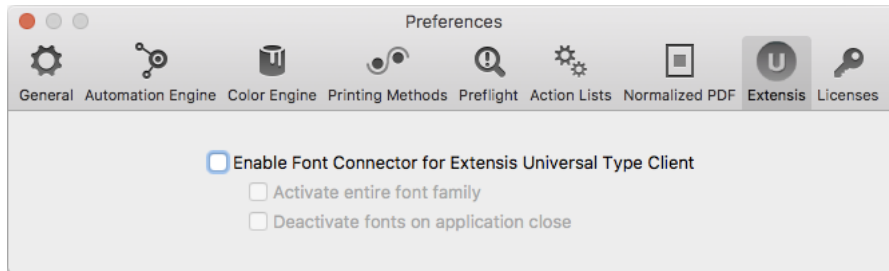 Preferences
General Automation Engine Color Engine Printing Methods Preflight Action Lists Normalized PDF Extensis Licenses
Enable Font Connector for Extensis Universal Type Client
Activate entire font family
Deactivate fonts on application close